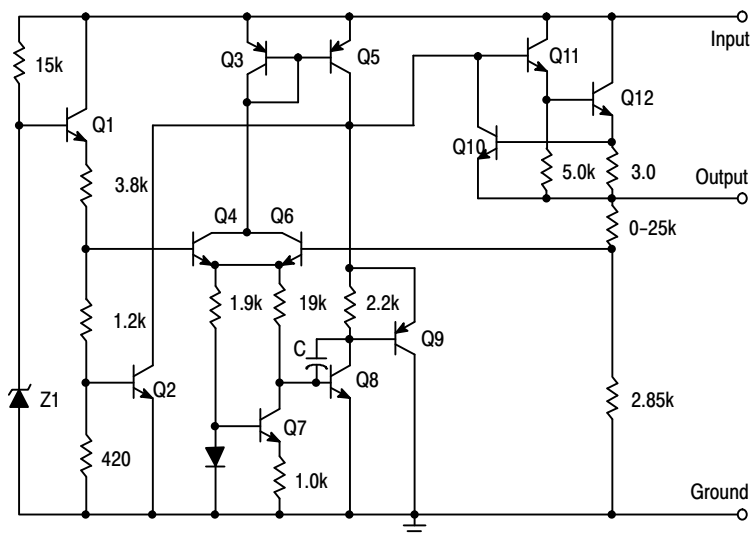 Input
15k
Q3
Q5
Q11
Q12
Q1
Q10
3.8k
5.0k
3.0
Output
Q4
Q6
0–25k
1.9k
19k
2.2k
1.2k
C
Q9
Z1
Q2
Q8
2.85k
Q7
420
1.0k
Ground